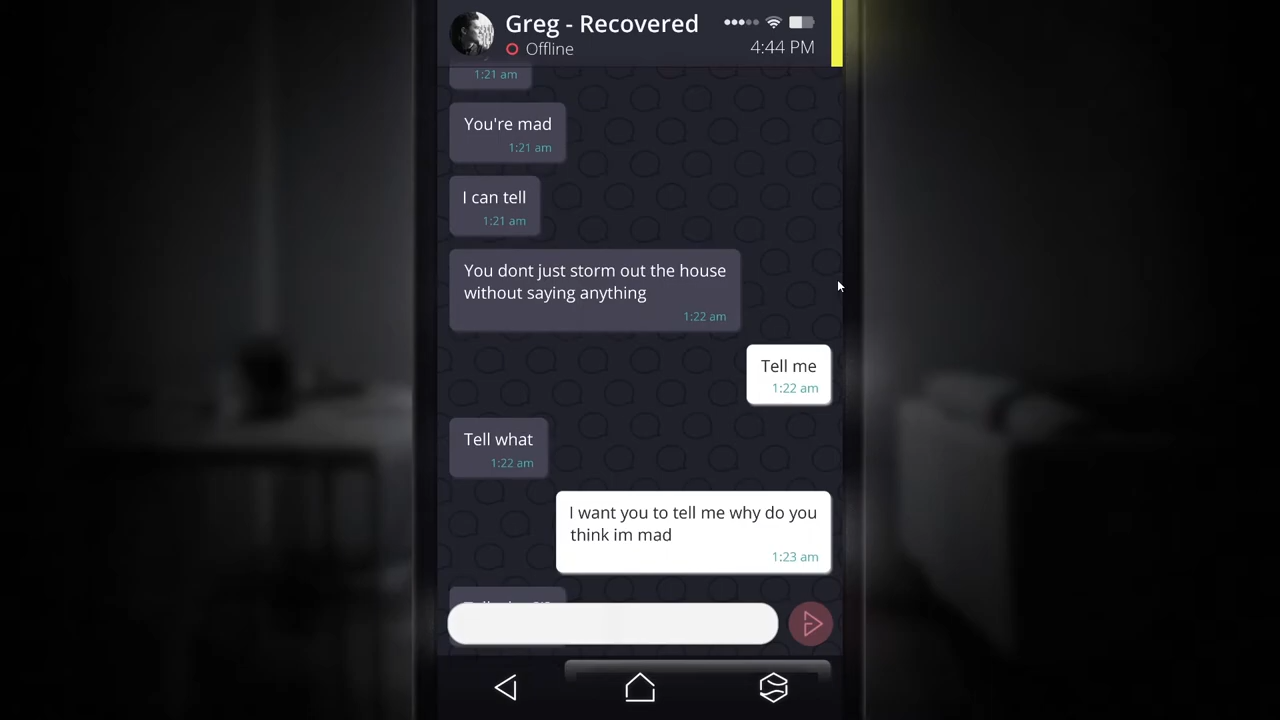 Greg - Recovered
Offline
4:44 PM
1:21 am
You're mad
1:21 am
I can tell
1:21 am
You dont just storm out the house
without saying anything
1:22 am
Tell me
1:22 am
Tell what
1:22 am
I want you to tell me why do you
think im mad
1:23 am